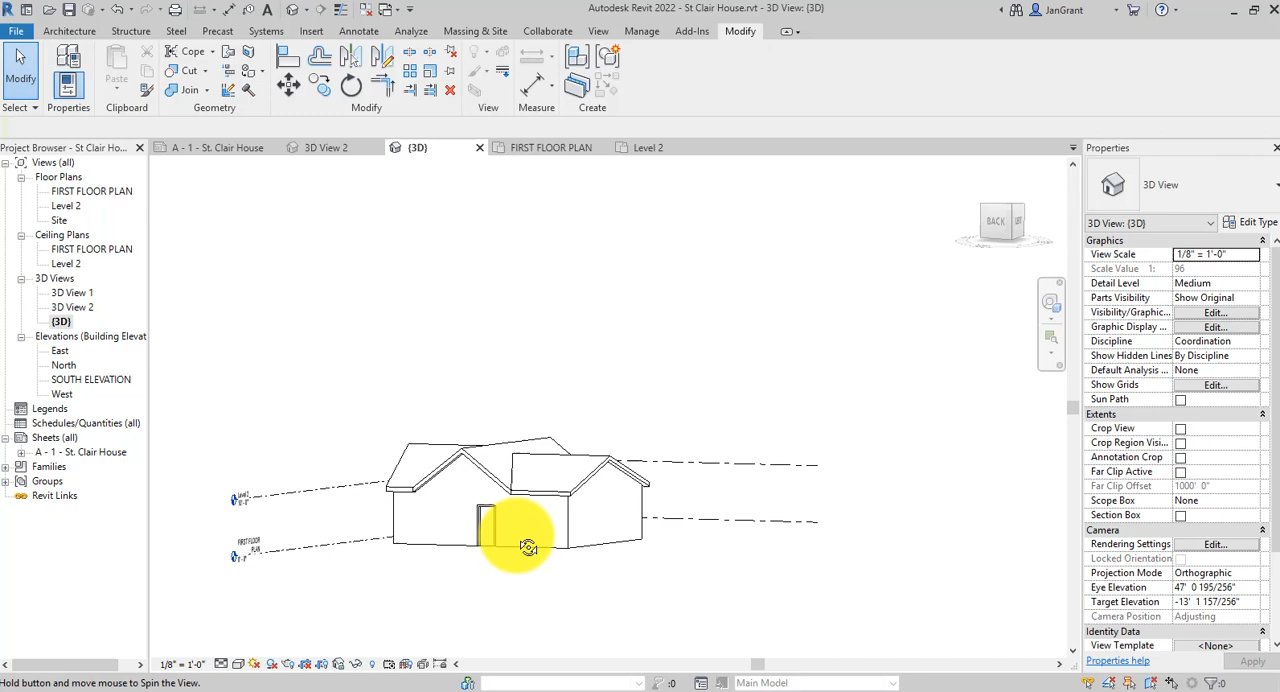 Autodesk Revit 2022 - St Clair House.rvt - 3D View: {3D}
JanGrant
File Architecture Structure Steel Precast Systems Insert Annotate Analyze Massing & Site Collaborate View Manage Add-Ins Modify
Modify
Select
Properties
Paste
Clipboard
Cope
Cut
Join
Geometry
Modify
View
Measure
Create
Project Browser - St Clair Ho...
A - 1 - St. Clair House
3D View 2
{3D}
FIRST FLOOR PLAN
Level 2
Views (all)
Floor Plans
FIRST FLOOR PLAN
Level 2
Site
Ceiling Plans
FIRST FLOOR PLAN
Level 2
3D Views
3D View 1
3D View 2
{3D}
Elevations (Building Elevat
East
North
SOUTH ELEVATION
West
Legends
Schedules/Quantities (all)
Sheets (all)
A - 1 - St. Clair House
Families
Groups
Revit Links
BACK
Level 2
FIRST FLOOR
PLAN
Properties
3D View
3D View: {3D}
Edit Type
Graphics
View Scale 1/8" = 1'-0"
Scale Value 1: 96
Detail Level Medium
Parts Visibility Show Original
Visibility/Graphic... Edit...
Graphic Display ... Edit...
Discipline Coordination
Show Hidden Lines By Discipline
Default Analysis ... None
Show Grids Edit...
Sun Path
Extents
Crop View
Crop Region Visi...
Annotation Crop
Far Clip Active
Far Clip Offset 1000' 0"
Scope Box None
Section Box
Camera
Rendering Settings Edit...
Locked Orientation
Projection Mode Orthographic
Eye Elevation 47' 0 195/256"
Target Elevation -13' 1 157/256"
Camera Position Adjusting
Identity Data
View Template <None>
Properties help
Apply
1/8" = 1'-0"
Hold button and move mouse to Spin the View.
:0
Main Model
:0